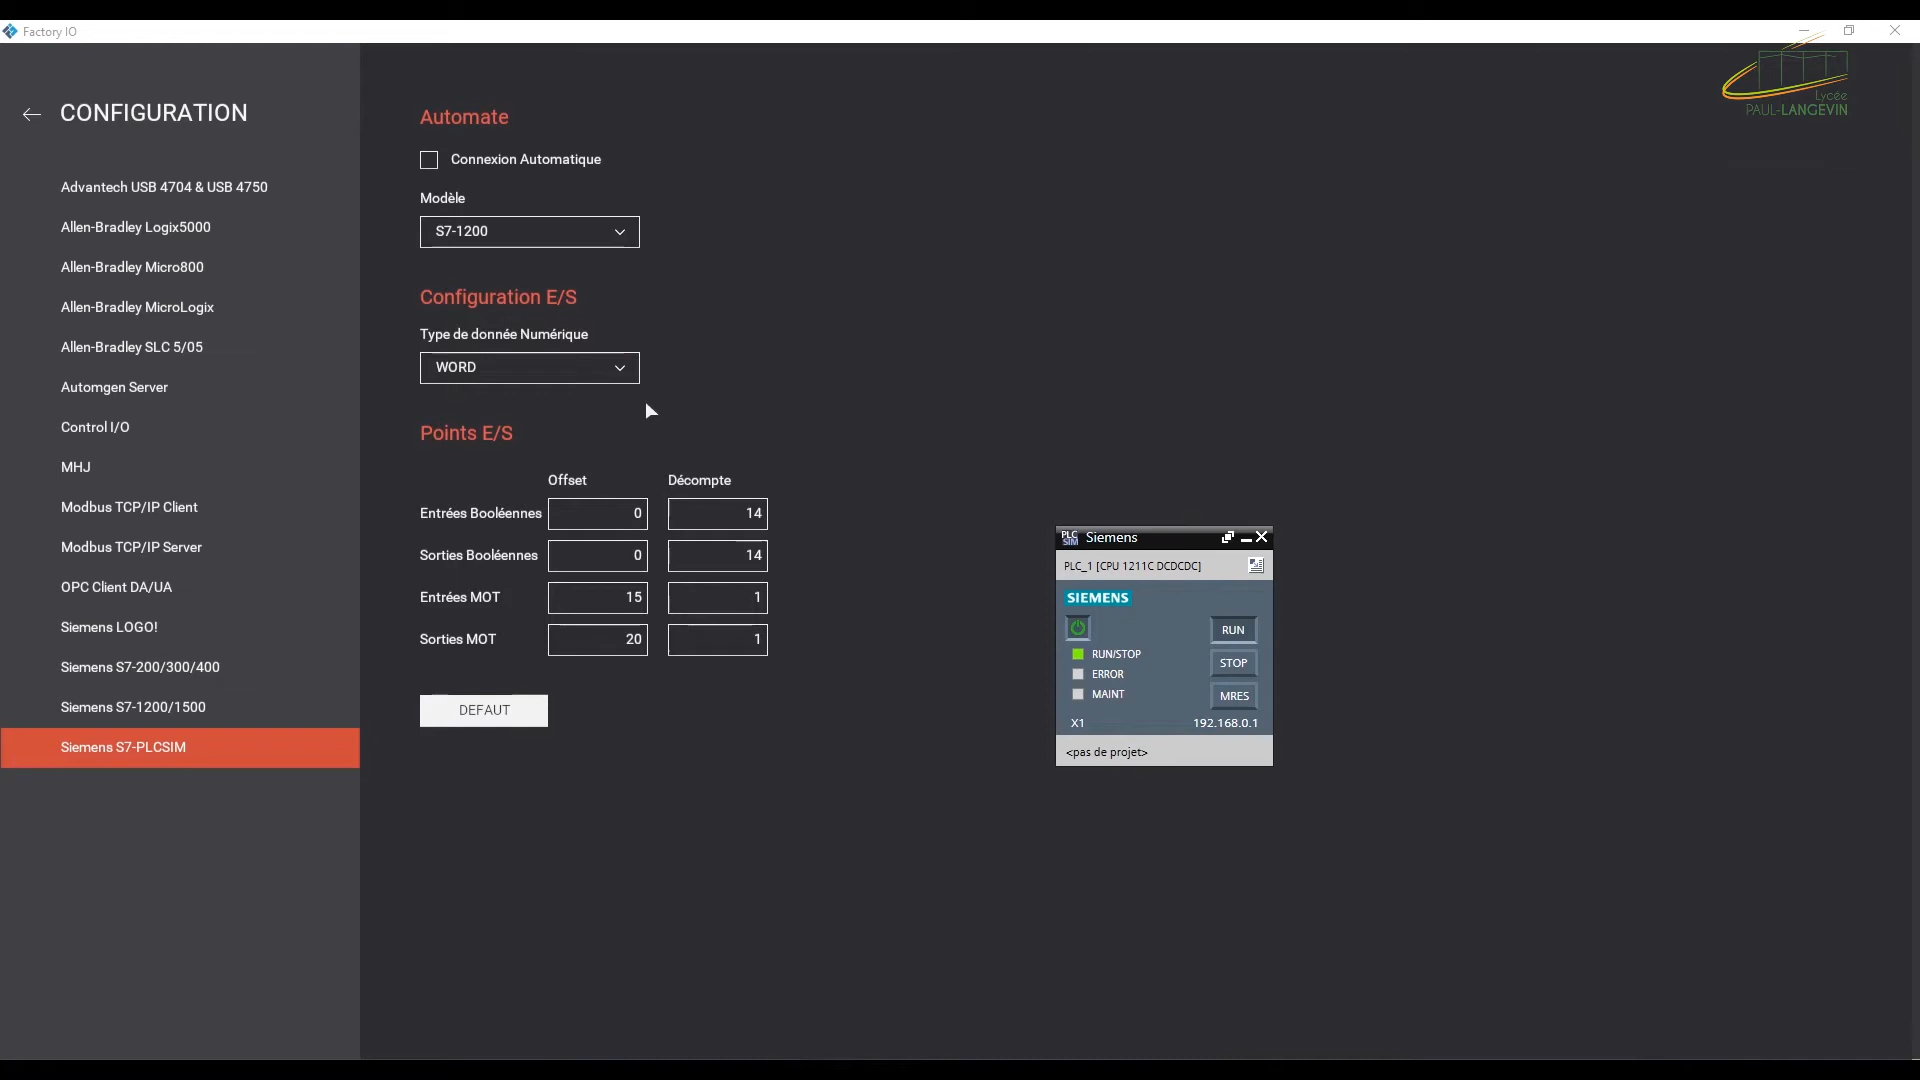 Factory IO
Lycée
PAUL-LANGEVIN
CONFIGURATION
Advantech USB 4704 & USB 4750
Allen-Bradley Logix5000
Allen-Bradley Micro800
Allen-Bradley MicroLogix
Allen-Bradley SLC 5/05
Automgen Server
Control I/O
MHJ
Modbus TCP/IP Client
Modbus TCP/IP Server
OPC Client DA/UA
Siemens LOGO!
Siemens S7-200/300/400
Siemens S7-1200/1500
Siemens S7-PLCSIM
Automate
Connexion Automatique
Modèle
S7-1200
Configuration E/S
Type de donnée Numérique
WORD
Points E/S
Offset Décompte
Entrées Booléennes 0 14
Sorties Booléennes 0 14
Entrées MOT 15 1
Sorties MOT 20 1
DEFAUT
PLC SIM Siemens
PLC_1 [CPU 1211C DCDCDC]
SIEMENS
RUN
RUN/STOP
STOP
ERROR
MAINT
MRES
X1 192.168.0.1
<pas de projet>